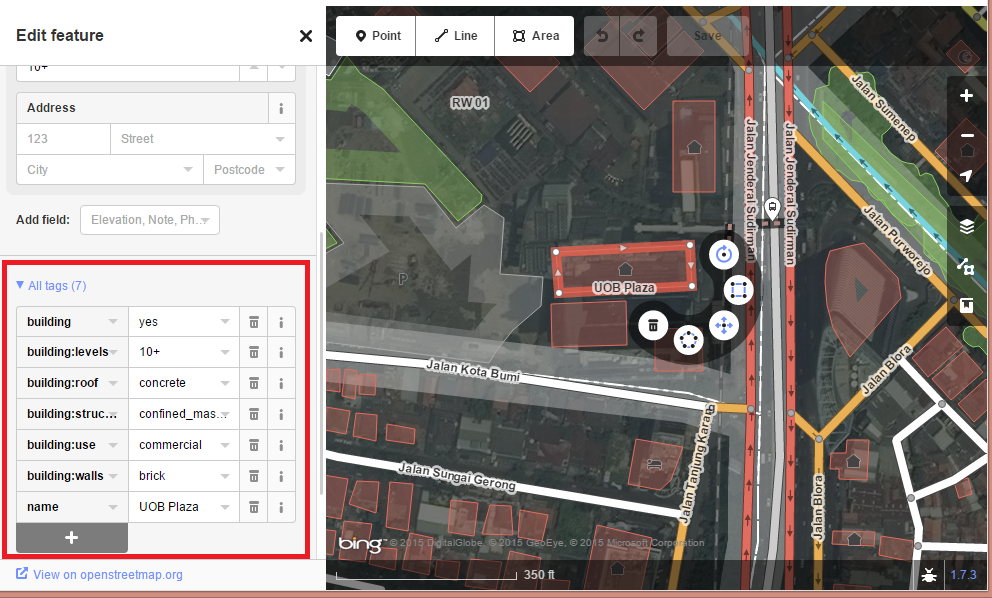 Edit feature
Point
Line
Area
Save
10+
Address
123
Street
City
Postcode
Add field:
Elevation, Note, Ph...
All tags (7)
building
yes
building:levels
10+
building:roof
concrete
building:struc...
confined_mas...
building:use
commercial
building:walls
brick
name
UOB Plaza
+
View on openstreetmap.org
RW 01
P
UOB Plaza
Jalan Jenderal Sudirman
Jalan Jenderal Sudirman
Jalan Sumenep
Jalan Purworejo
Jalan Blora
Jalan Blora
Jalan Kota Bumi
Jalan Tanjung Karang
Jalan Sungai Gerong
bing
© 2015 DigitalGlobe, © 2015 GeoEye, © 2015 Microsoft Corporation
350 ft
1.7.3